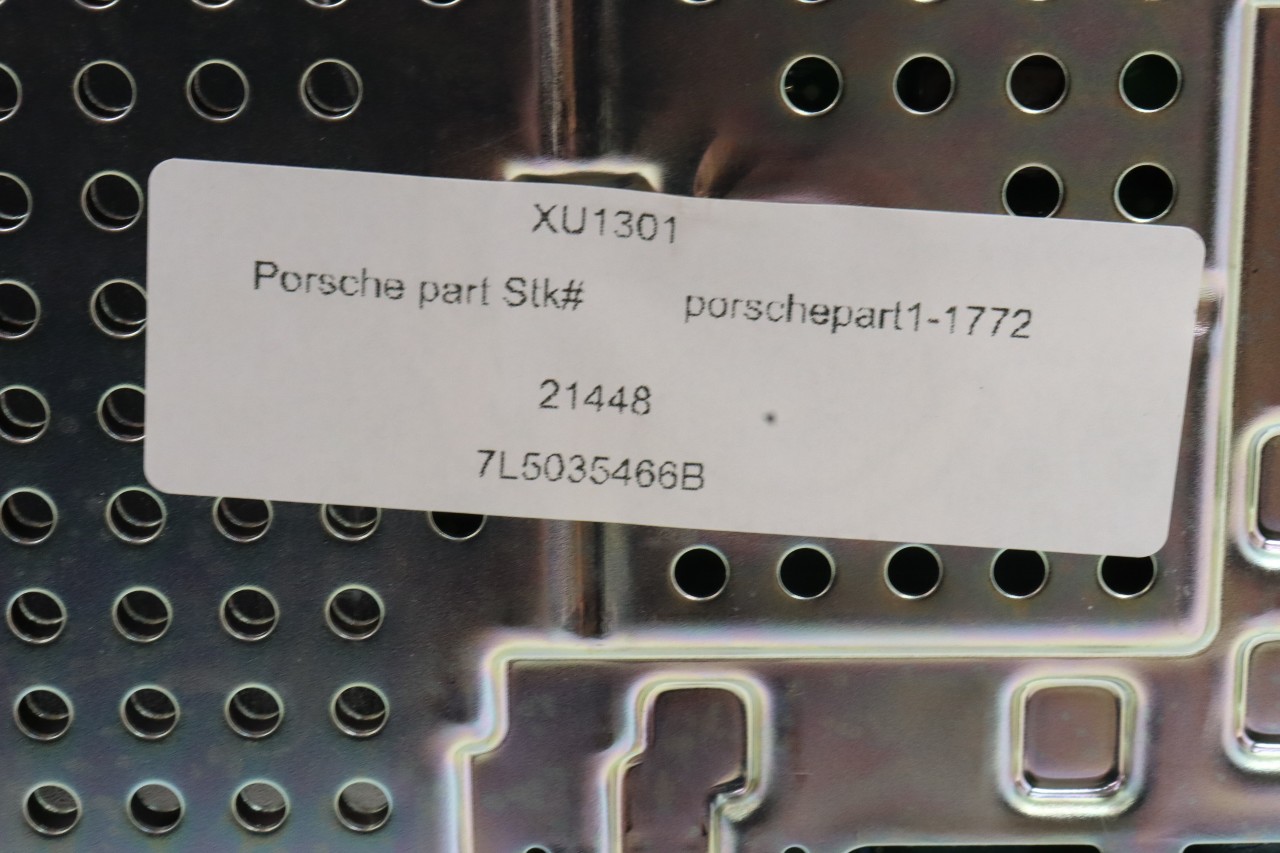 XU1301
Porsche part Stk# porschepart1-1772
21448
7L5035466B